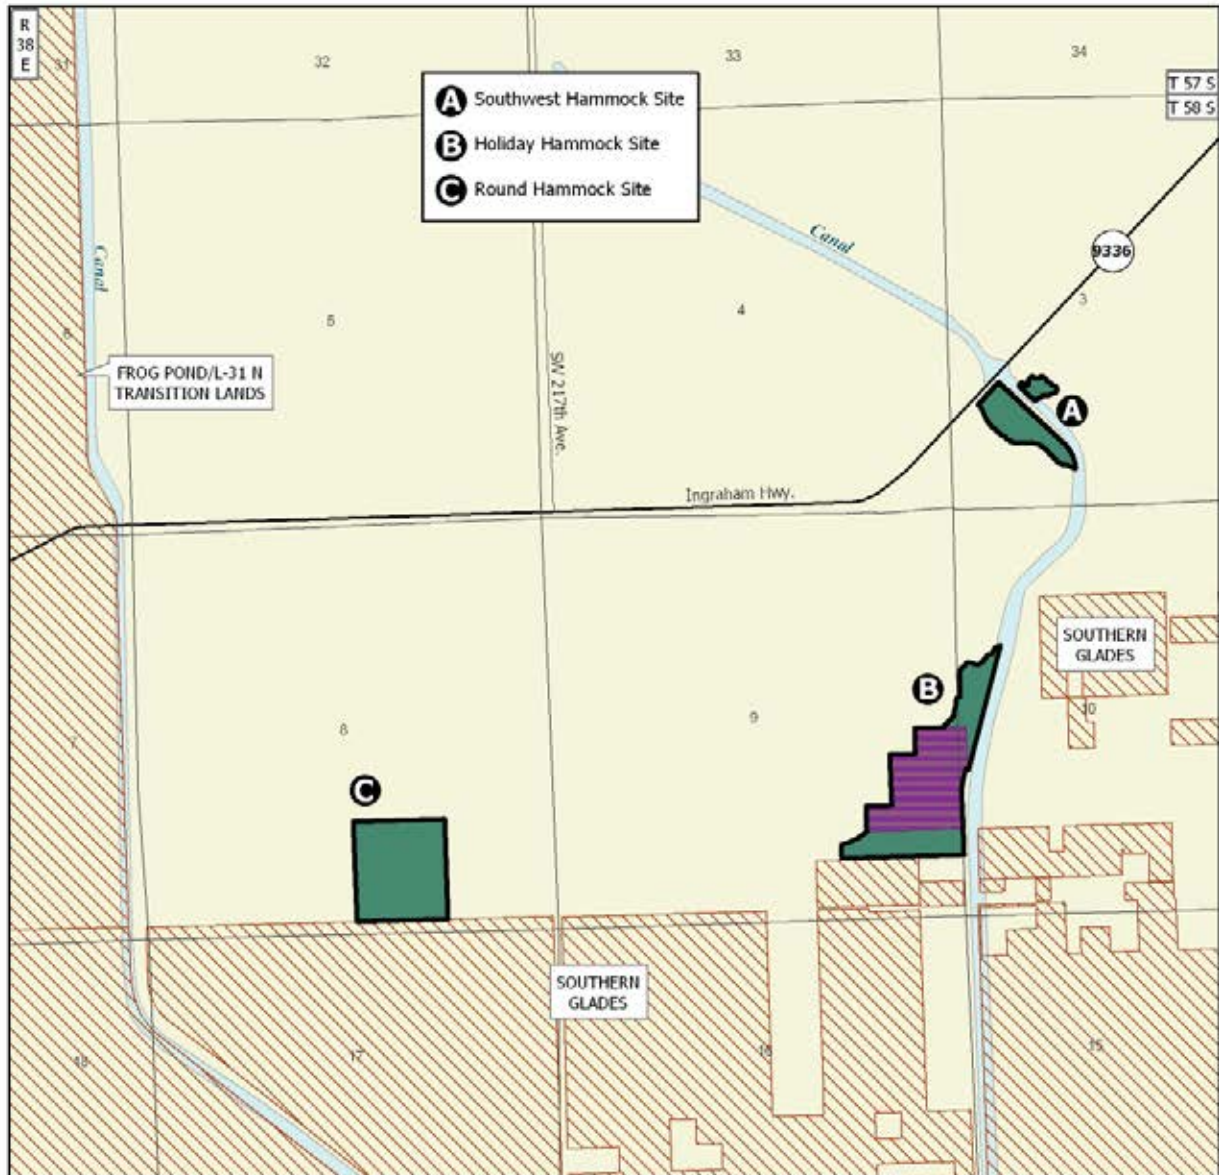 R
38
E
31
32
33
34
T 57 S
T 58 S
A Southwest Hammock Site
B Holiday Hammock Site
C Round Hammock Site
Canal
Canal
9336
6
5
4
3
FROG POND/L-31 N
TRANSITION LANDS
SW 217th Ave.
A
Ingraham Hwy.
SOUTHERN
GLADES
B
7
8
9
10
C
SOUTHERN
GLADES
18
17
16
15